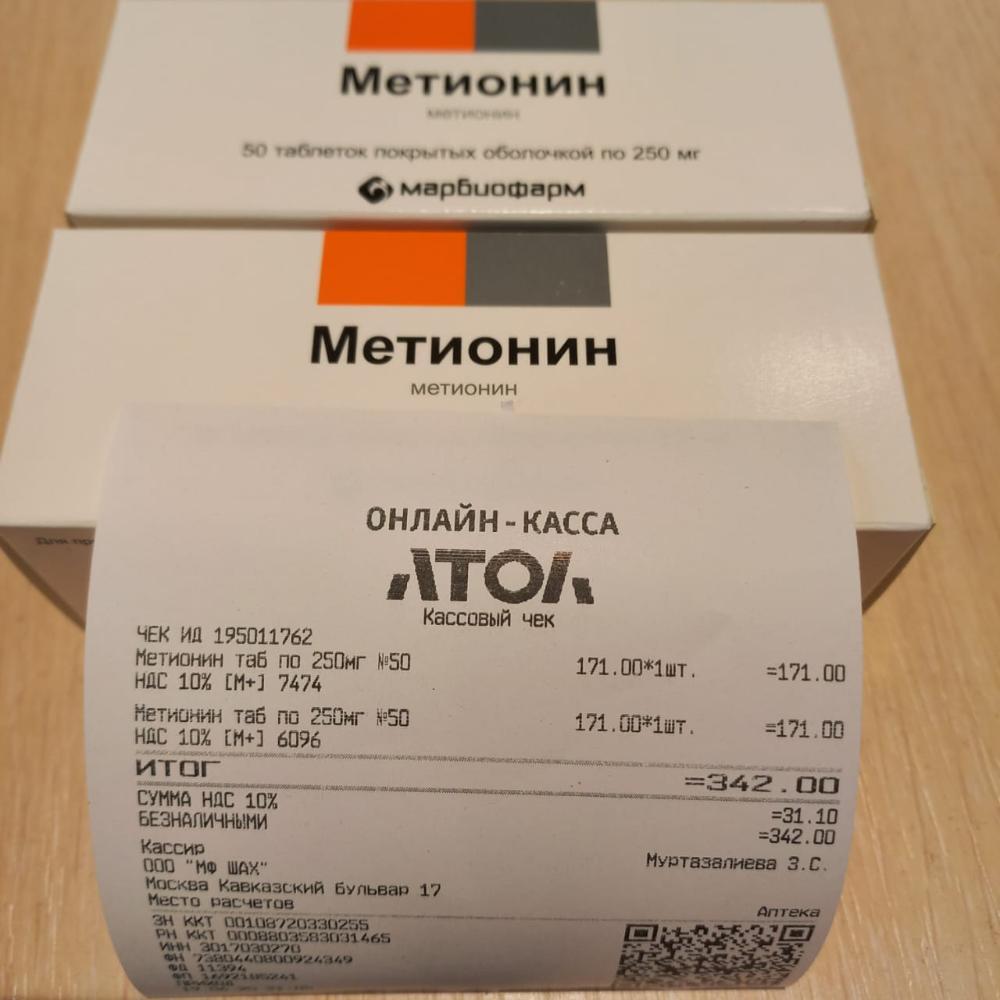 Метионин
метионин
50 таблеток покрытых оболочкой по 250 мг
марбиофарм
Метионин
метионин
Для
ОНЛАЙН-КАССА
АТОЛ
Кассовый чек
ЧЕК ИД 195011762
Метионин таб по 250мг №50 171.00*1шт. =171.00
НДС 10% [М+] 7474
Метионин таб по 250мг №50 171.00*1шт. =171.00
НДС 10% [М+] 6096
ИТОГ =342.00
СУММА НДС 10% =31.10
БЕЗНАЛИЧНЫМИ =342.00
Кассир Муртазалиева З.С.
ООО "МФ ШАХ"
Москва Кавказский Бульвар 17
Место расчетов Аптека
ЗН ККТ 00108720330255
РН ККТ 0008803583031465
ИНН 3017030270
ФН 7380440800924349
ФД 11394
ФП 1692185241
ПРИХОД